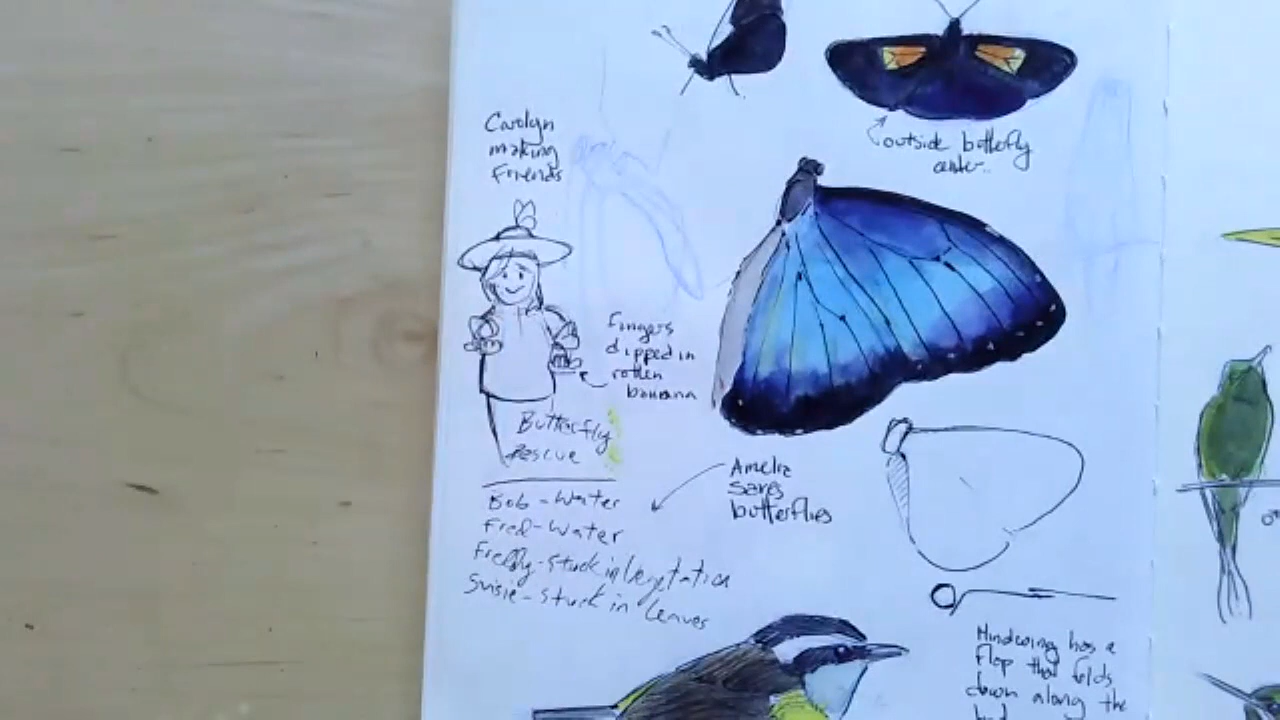 Carolyn
making
Friends
outside butterfly
center..
Fingers
dipped in
rotten
banana
Butterfly
Rescue
Bob - Water
Fred - Water
Freddy - Stuck in Vegetation
Susie - Stuck in leaves
Amelia
saves
butterflies
Hindwing has a
flap that folds
down along the